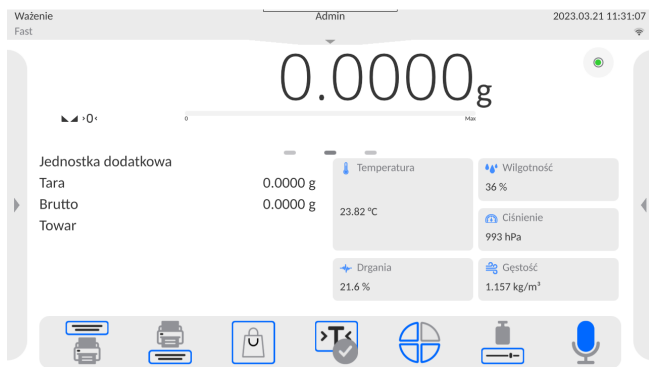 Ważenie Admin 2023.03.21 11:31:07
Fast
0.0000g
›0‹ 0 Max
Jednostka dodatkowa
Tara 0.0000 g
Brutto 0.0000 g
Towar
Temperatura
23.82 °C
Wilgotność
36 %
Ciśnienie
993 hPa
Drgania
21.6 %
Gęstość
1.157 kg/m³
›T‹